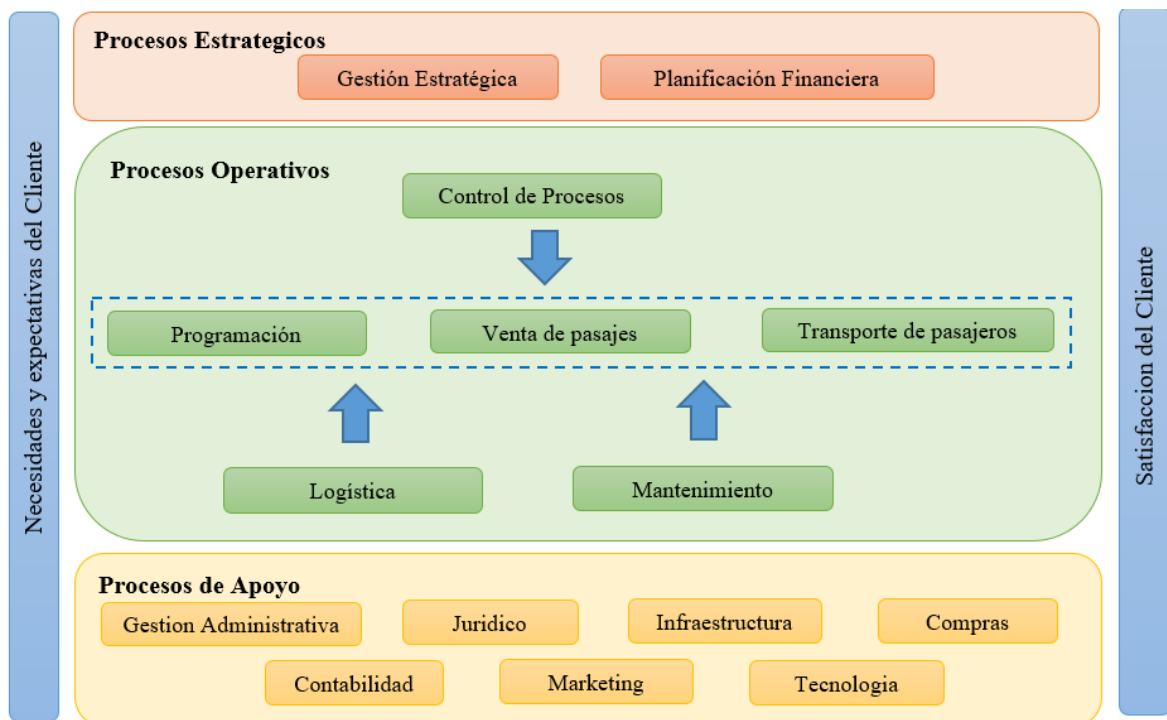 Necesidades y expectativas del Cliente
Procesos Estrategicos
Gestión Estratégica
Planificación Financiera
Procesos Operativos
Control de Procesos
Programación
Venta de pasajes
Transporte de pasajeros
Logística
Mantenimiento
Procesos de Apoyo
Gestion Administrativa
Juridico
Infraestructura
Compras
Contabilidad
Marketing
Tecnologia
Satisfaccion del Cliente